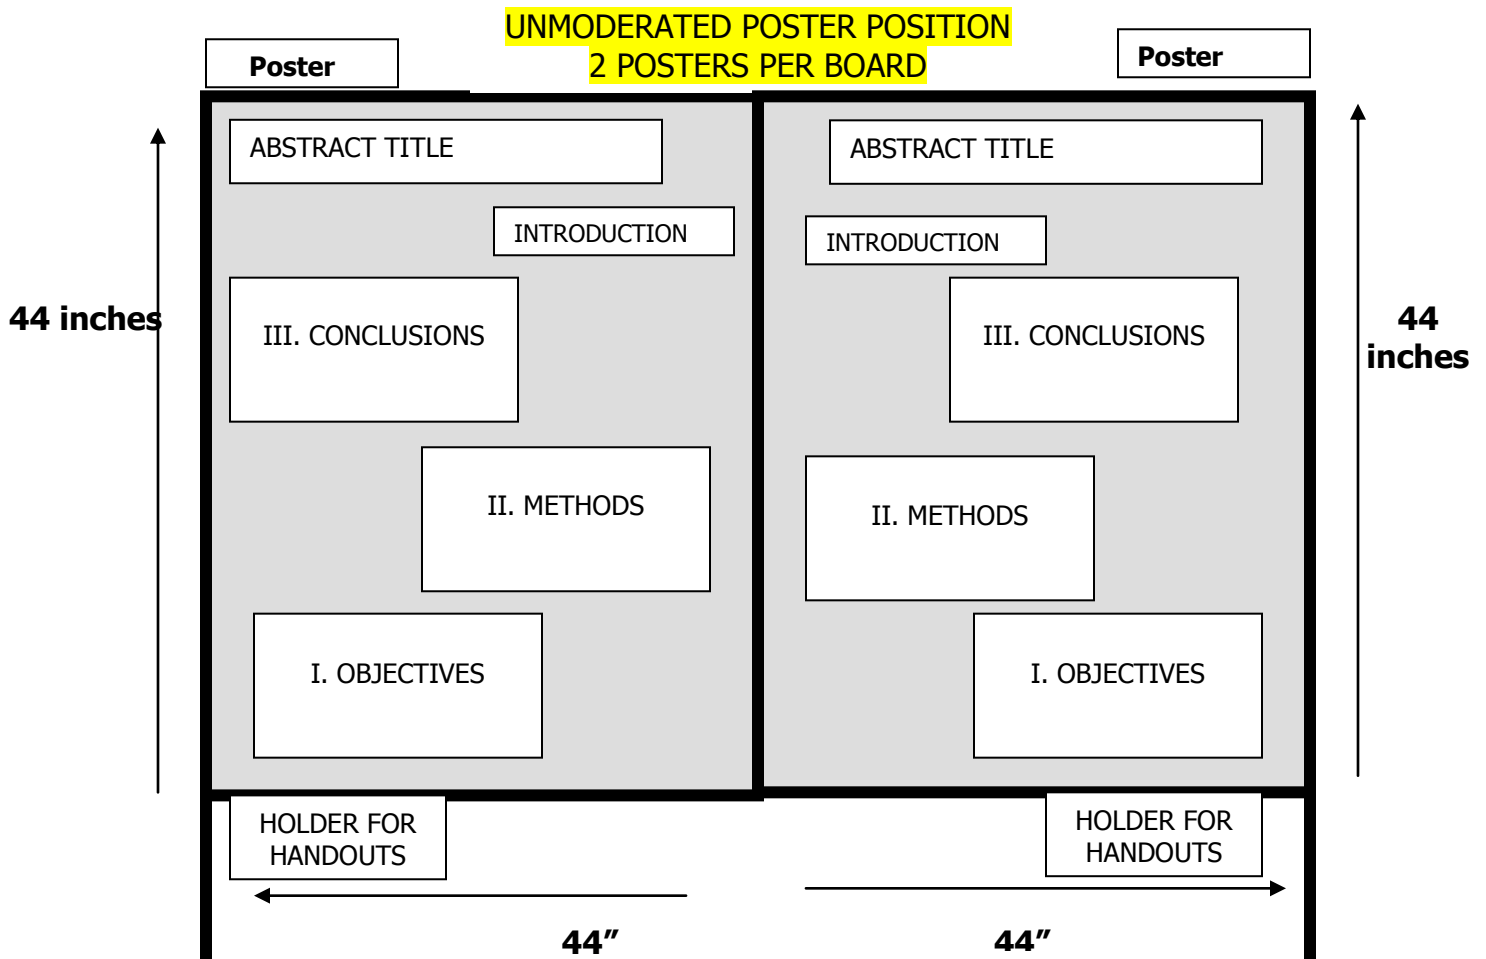 UNMODERATED POSTER POSITION
2 POSTERS PER BOARD
Poster
Poster
ABSTRACT TITLE
ABSTRACT TITLE
INTRODUCTION
INTRODUCTION
44 inches
III. CONCLUSIONS
III. CONCLUSIONS
44
inches
II. METHODS
II. METHODS
I. OBJECTIVES
I. OBJECTIVES
HOLDER FOR
HANDOUTS
HOLDER FOR
HANDOUTS
44″
44″